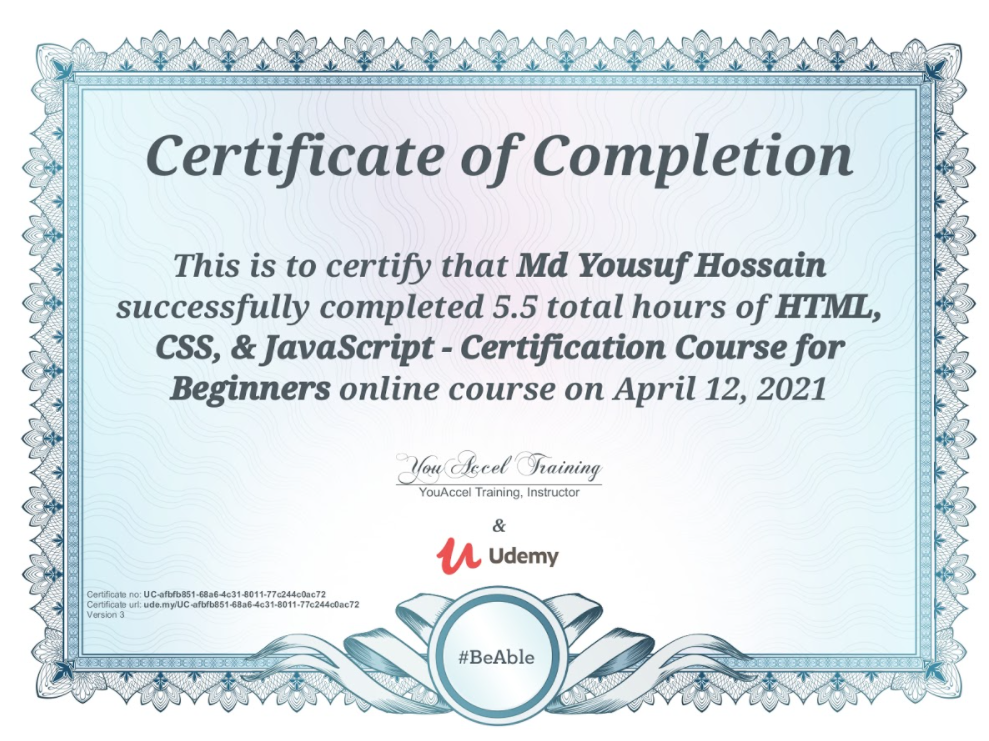 Certificate of Completion
This is to certify that Md Yousuf Hossain
successfully completed 5.5 total hours of HTML,
CSS, & JavaScript - Certification Course for
Beginners online course on April 12, 2021
You Accel Training
YouAccel Training, Instructor
&
Udemy
Certificate no: UC-afbfb851-68a6-4c31-8011-77c244c0ac72
Certificate url: ude.my/UC-afbfb851-68a6-4c31-8011-77c244c0ac72
Version 3
#BeAble